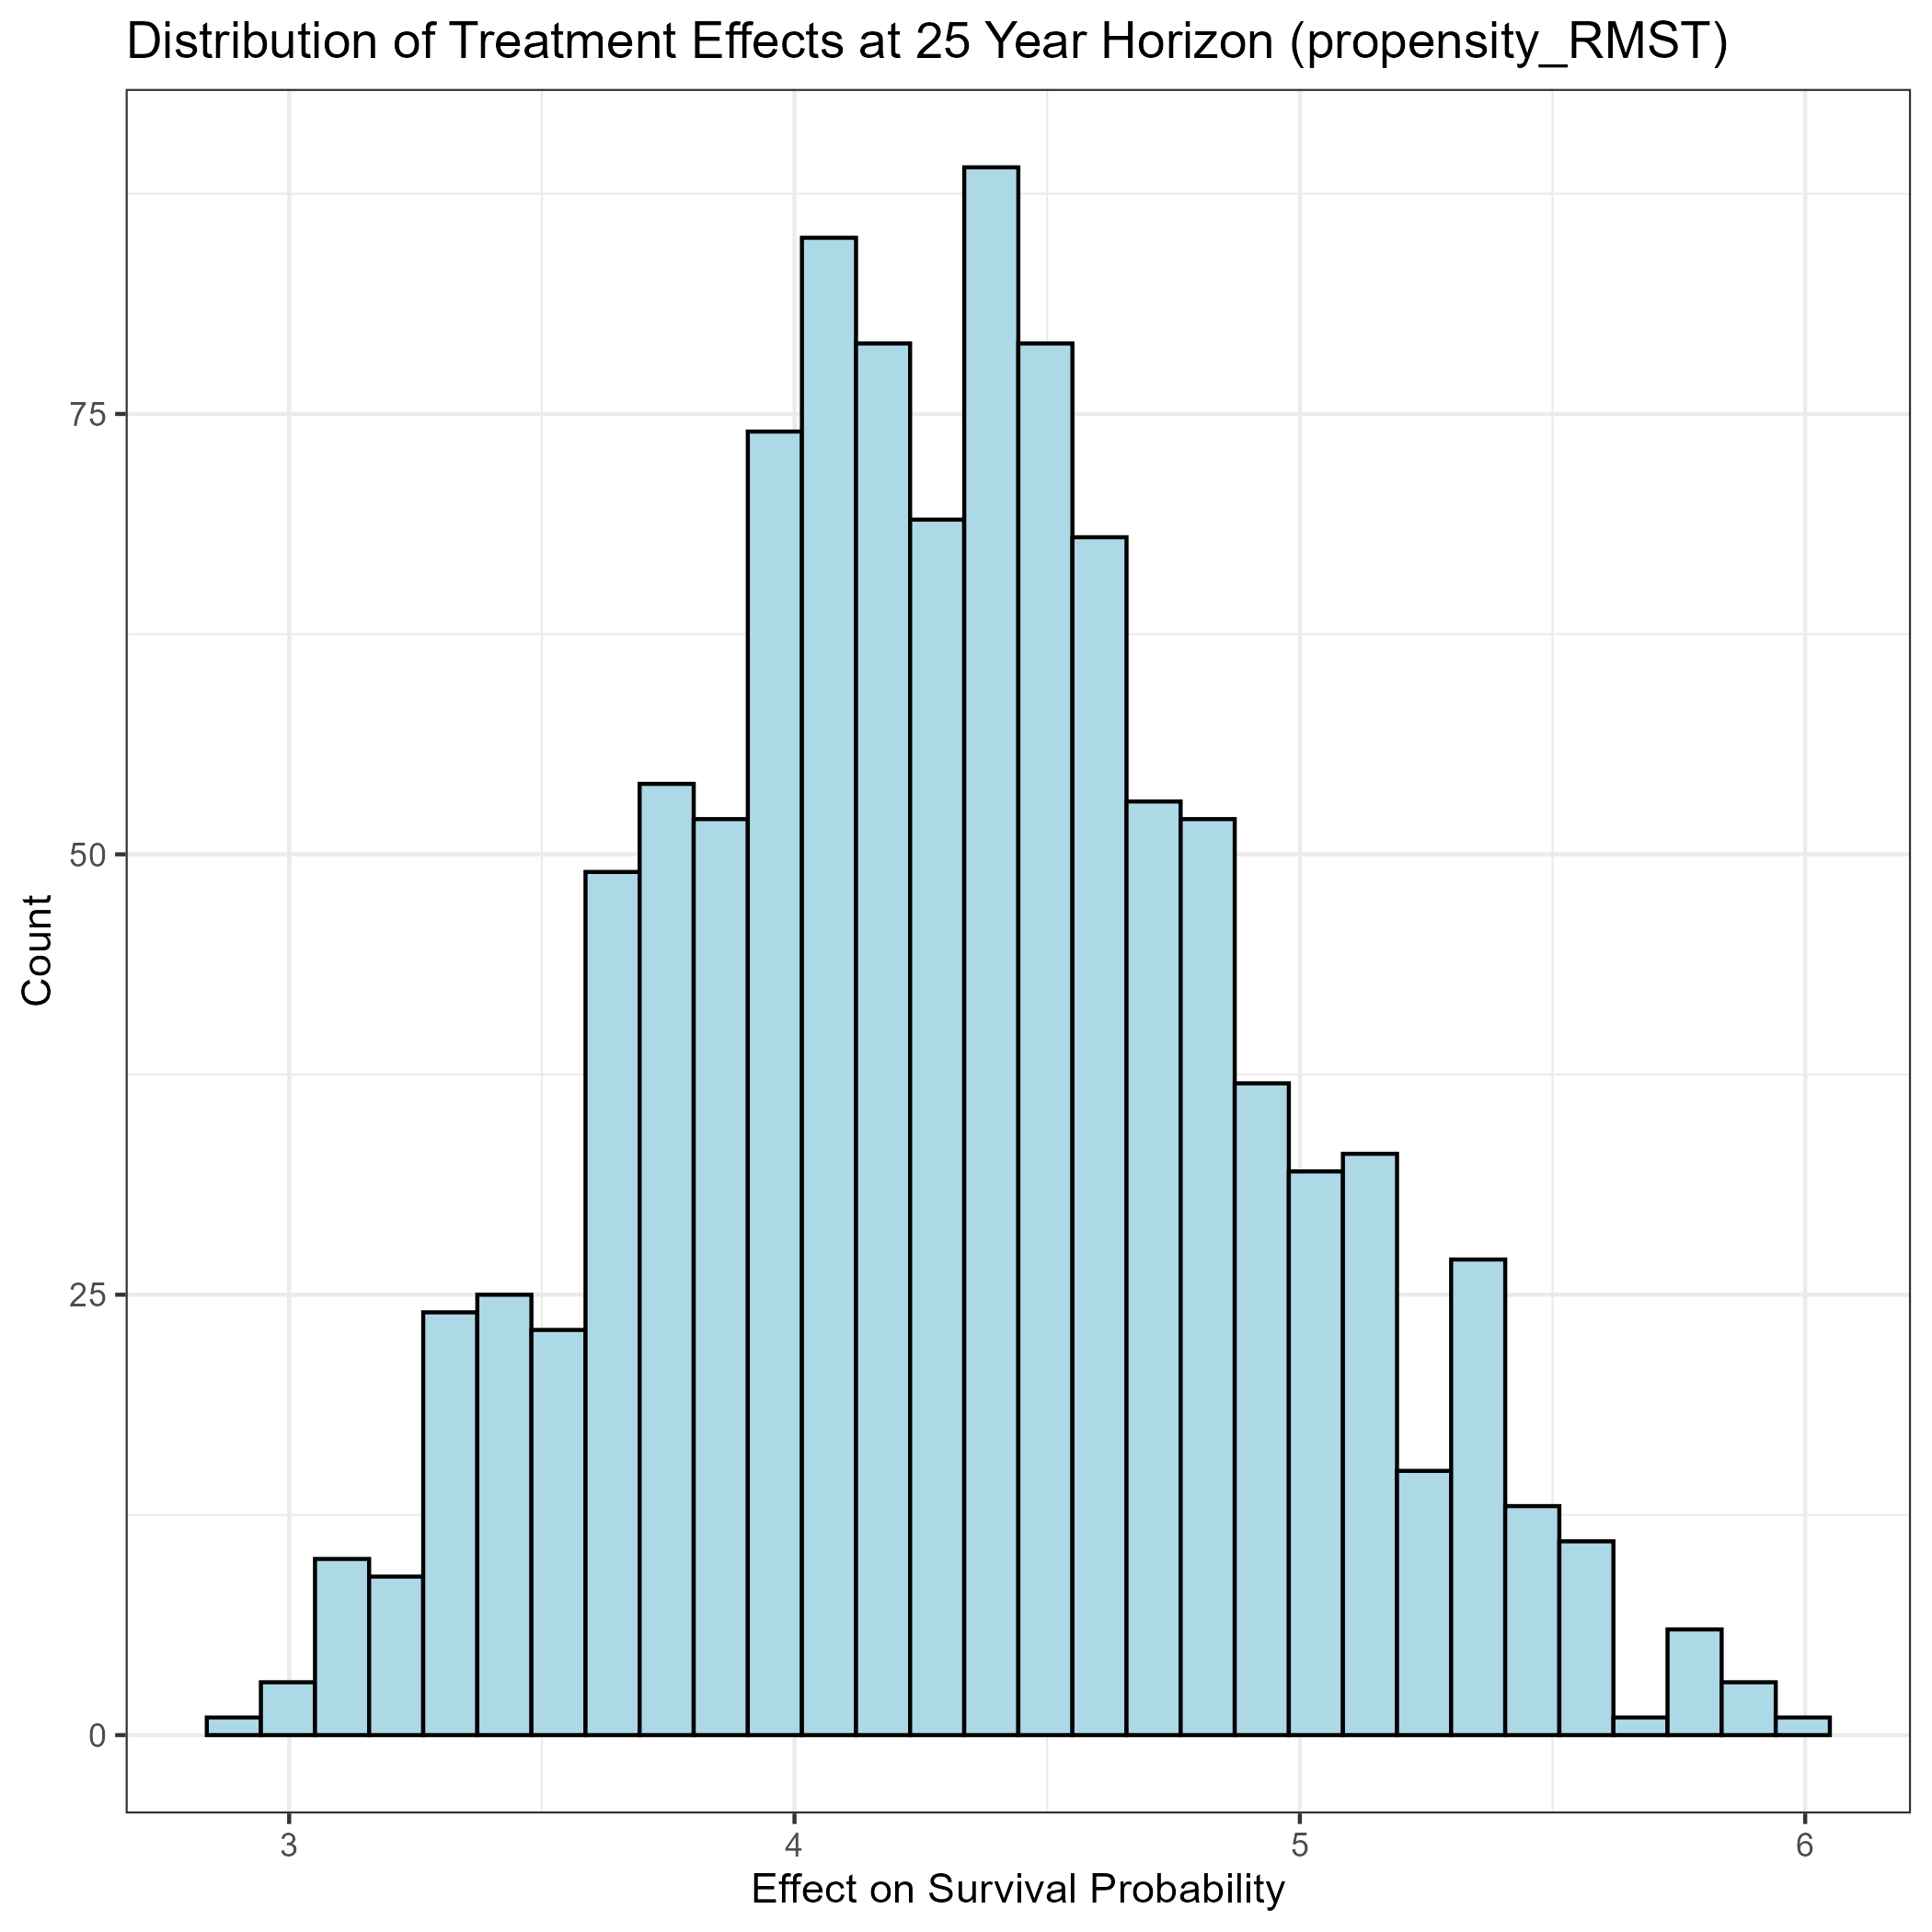 Distribution of Treatment Effects at 25 Year Horizon (propensity_RMST)
Count
75
50
25
0
3 4 5 6
Effect on Survival Probability